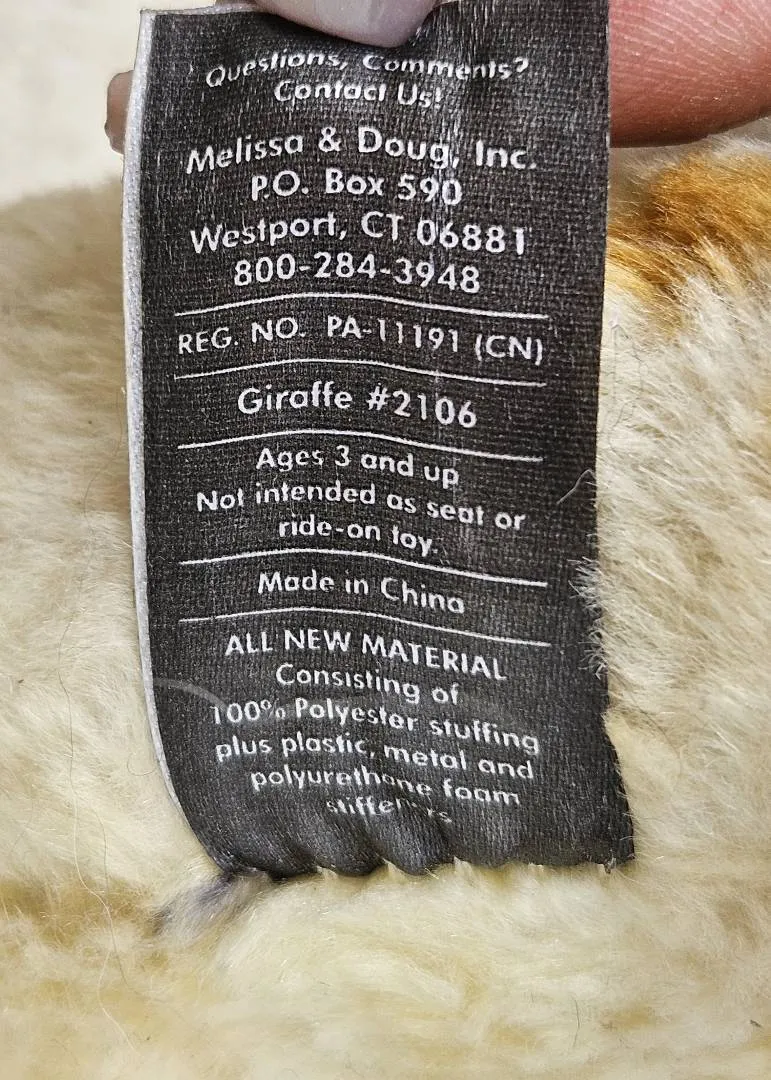 Questions, Comments?
Contact Us!
Melissa & Doug, Inc.
P.O. Box 590
Westport, CT 06881
800-284-3948
REG. NO. PA-11191 (CN)
Giraffe #2106
Ages 3 and up
Not intended as seat or
ride-on toy.
Made in China
ALL NEW MATERIAL
Consisting of
100% Polyester stuffing
plus plastic, metal and
polyurethane foam